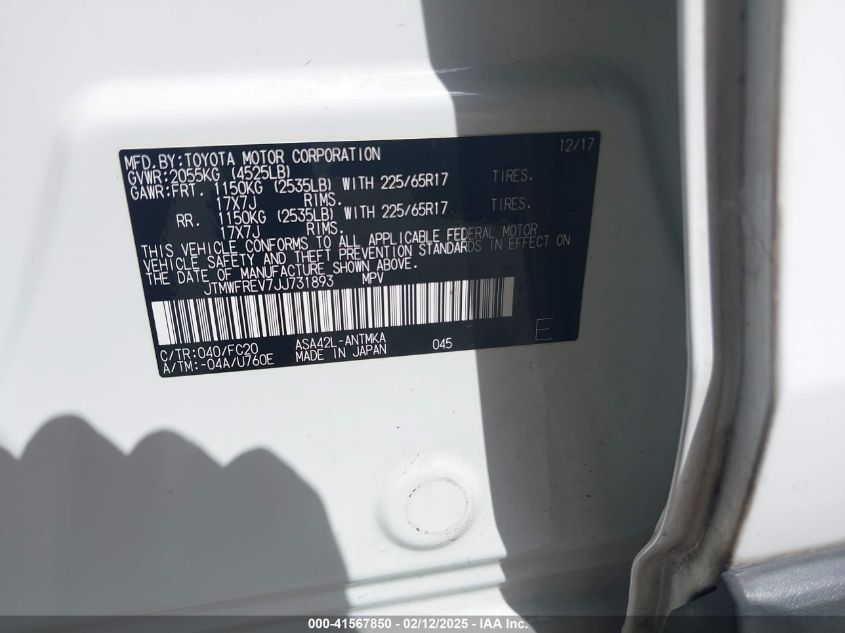 MFD.BY:TOYOTA MOTOR CORPORATION 12/17
GVWR:2055KG (4525LB)
GAWR:FRT. 1150KG (2535LB) WITH 225/65R17 TIRES.
17X7J RIMS.
RR. 1150KG (2535LB) WITH 225/65R17 TIRES.
17X7J RIMS.
THIS VEHICLE CONFORMS TO ALL APPLICABLE FEDERAL MOTOR
VEHICLE SAFETY AND THEFT PREVENTION STANDARDS IN EFFECT ON
THE DATE OF MANUFACTURE SHOWN ABOVE.
JTMWFREV7JJ731893 MPV
C/TR:040/FC20 ASA42L-ANTMKA 045 E
A/TM:-04A/U760E MADE IN JAPAN
000-41567850 - 02/12/2025 - IAA Inc.